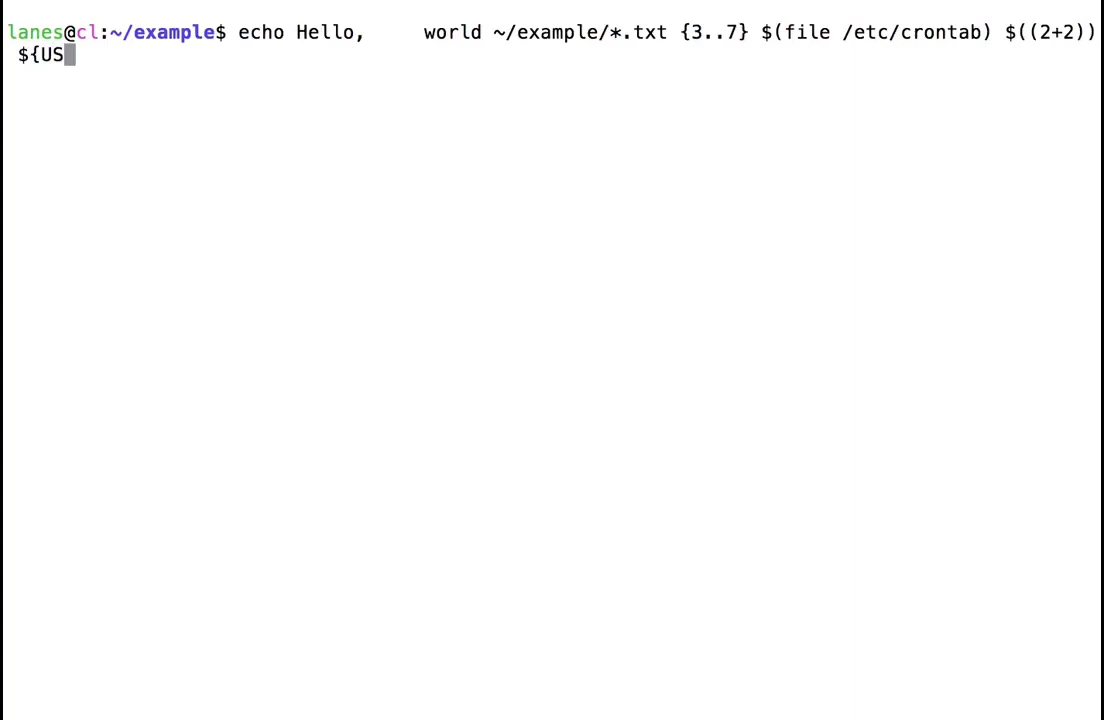 lanes@cl:~/example$ echo Hello,     world ~/example/*.txt {3..7} $(file /etc/crontab) $((2+2))
 ${US